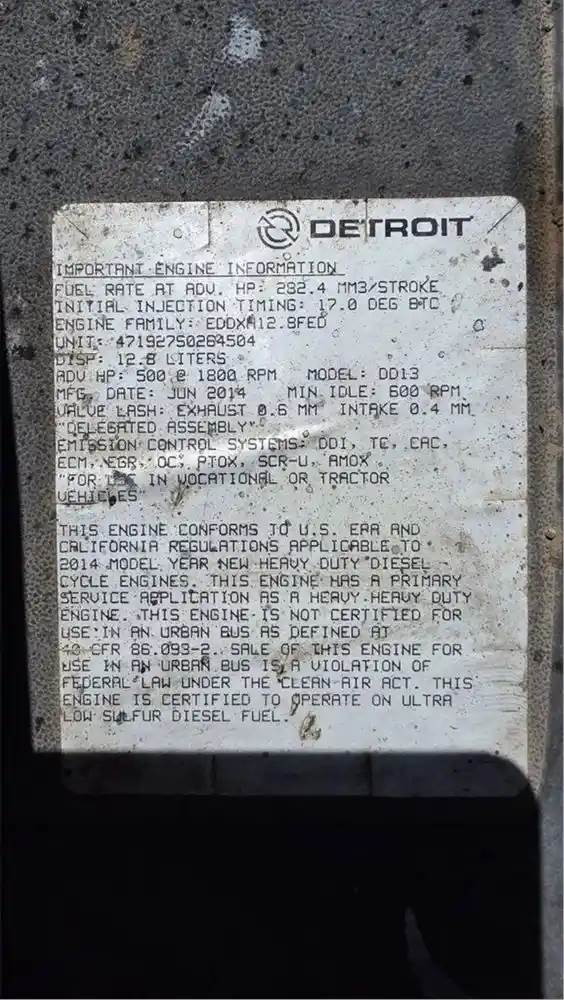 DETROIT
IMPORTANT ENGINE INFORMATION
FUEL RATE AT ADV. HP: 282.4 MM3/STROKE
INITIAL INJECTION TIMING: 17.0 DEG BTC
ENGINE FAMILY: EDDXH12.8FED
UNIT: 47192750264504
DISP: 12.8 LITERS
ADV HP: 500 @ 1800 RPM MODEL: DD13
MFG. DATE: JUN 2014 MIN IDLE: 600 RPM
VALVE LASH: EXHAUST 0.6 MM INTAKE 0.4 MM
"DELEGATED ASSEMBLY"
EMISSION CONTROL SYSTEMS: DDI, TC, CAC,
ECM, EGR, OC, PTOX, SCR-U, AMOX
"FOR USE IN VOCATIONAL OR TRACTOR
VEHICLES"
THIS ENGINE CONFORMS TO U.S. EPA AND
CALIFORNIA REGULATIONS APPLICABLE TO
2014 MODEL YEAR NEW HEAVY DUTY DIESEL
CYCLE ENGINES. THIS ENGINE HAS A PRIMARY
SERVICE APPLICATION AS A HEAVY-HEAVY DUTY
ENGINE. THIS ENGINE IS NOT CERTIFIED FOR
USE IN AN URBAN BUS AS DEFINED AT
40 CFR 86.093-2. SALE OF THIS ENGINE FOR
USE IN AN URBAN BUS IS A VIOLATION OF
FEDERAL LAW UNDER THE CLEAN AIR ACT. THIS
ENGINE IS CERTIFIED TO OPERATE ON ULTRA
LOW SULFUR DIESEL FUEL.